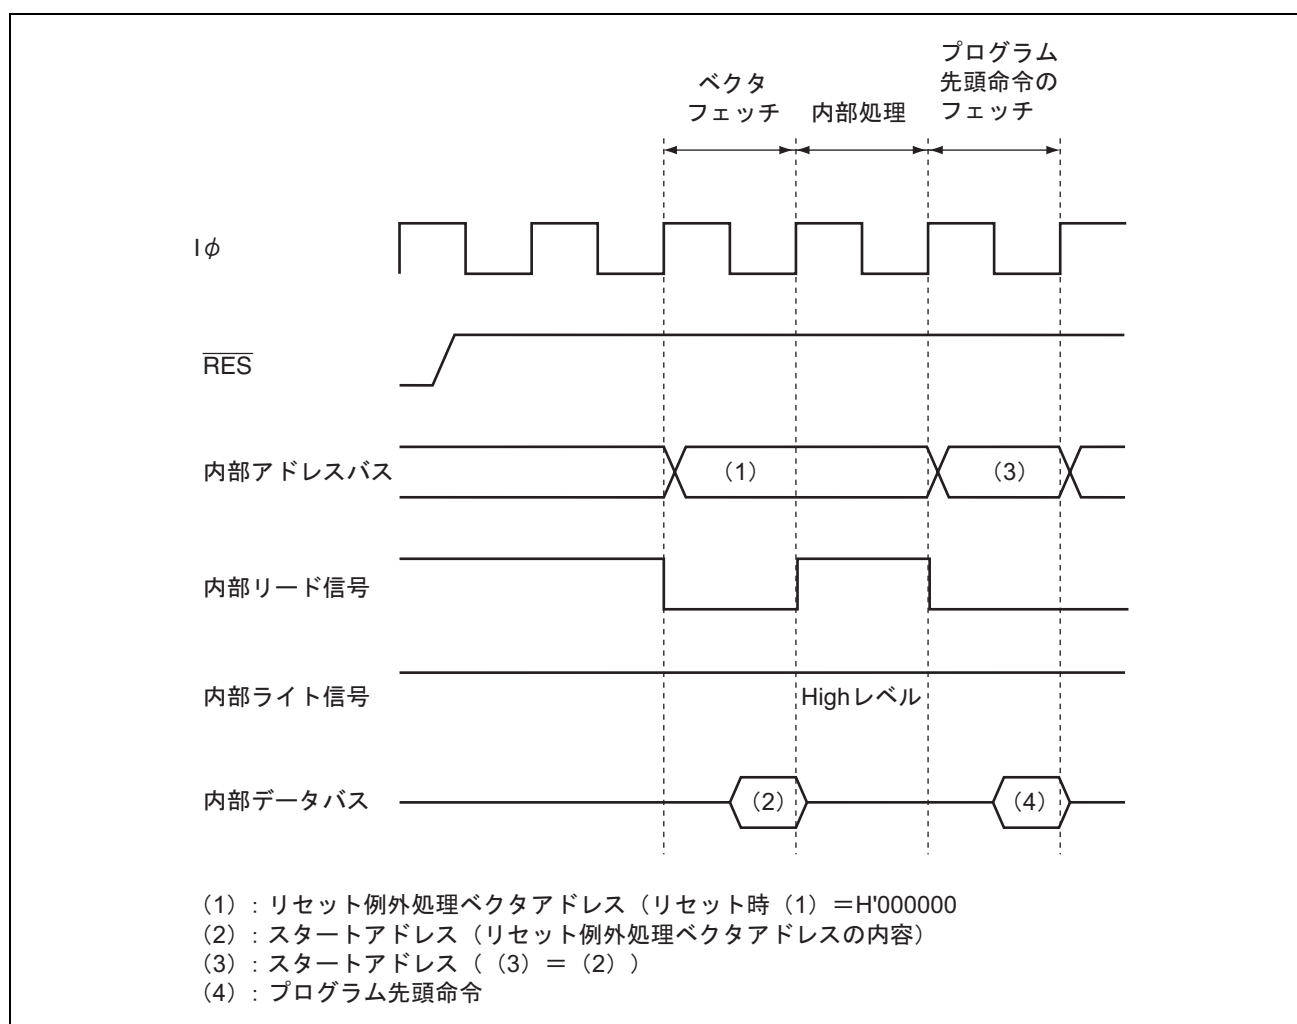 ベクタ
フェッチ
内部処理
プログラム
先頭命令の
フェッチ
Iφ
RES
内部アドレスバス
（1）
（3）
内部リード信号
内部ライト信号
Highレベル
内部データバス
（2）
（4）
（1）: リセット例外処理ベクタアドレス（リセット時（1）＝H'000000
（2）: スタートアドレス（リセット例外処理ベクタアドレスの内容）
（3）: スタートアドレス（（3）＝（2））
（4）: プログラム先頭命令